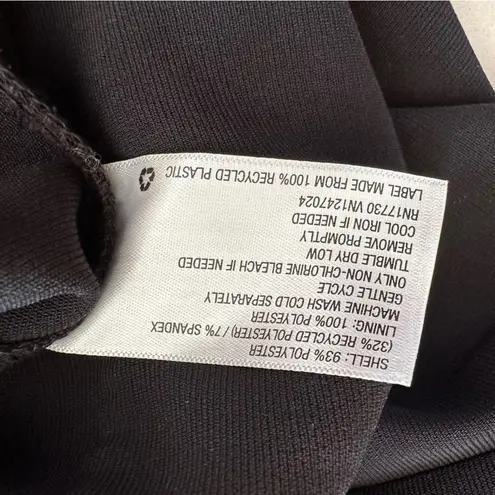 SHELL: 93% POLYESTER
(32% RECYCLED POLYESTER) / 7% SPANDEX
LINING: 100% POLYESTER
MACHINE WASH COLD SEPARATELY
GENTLE CYCLE
ONLY NON-CHLORINE BLEACH IF NEEDED
TUMBLE DRY LOW
REMOVE PROMPTLY
COOL IRON IF NEEDED
RN17730 VN1247024
LABEL MADE FROM 100% RECYCLED PLASTIC